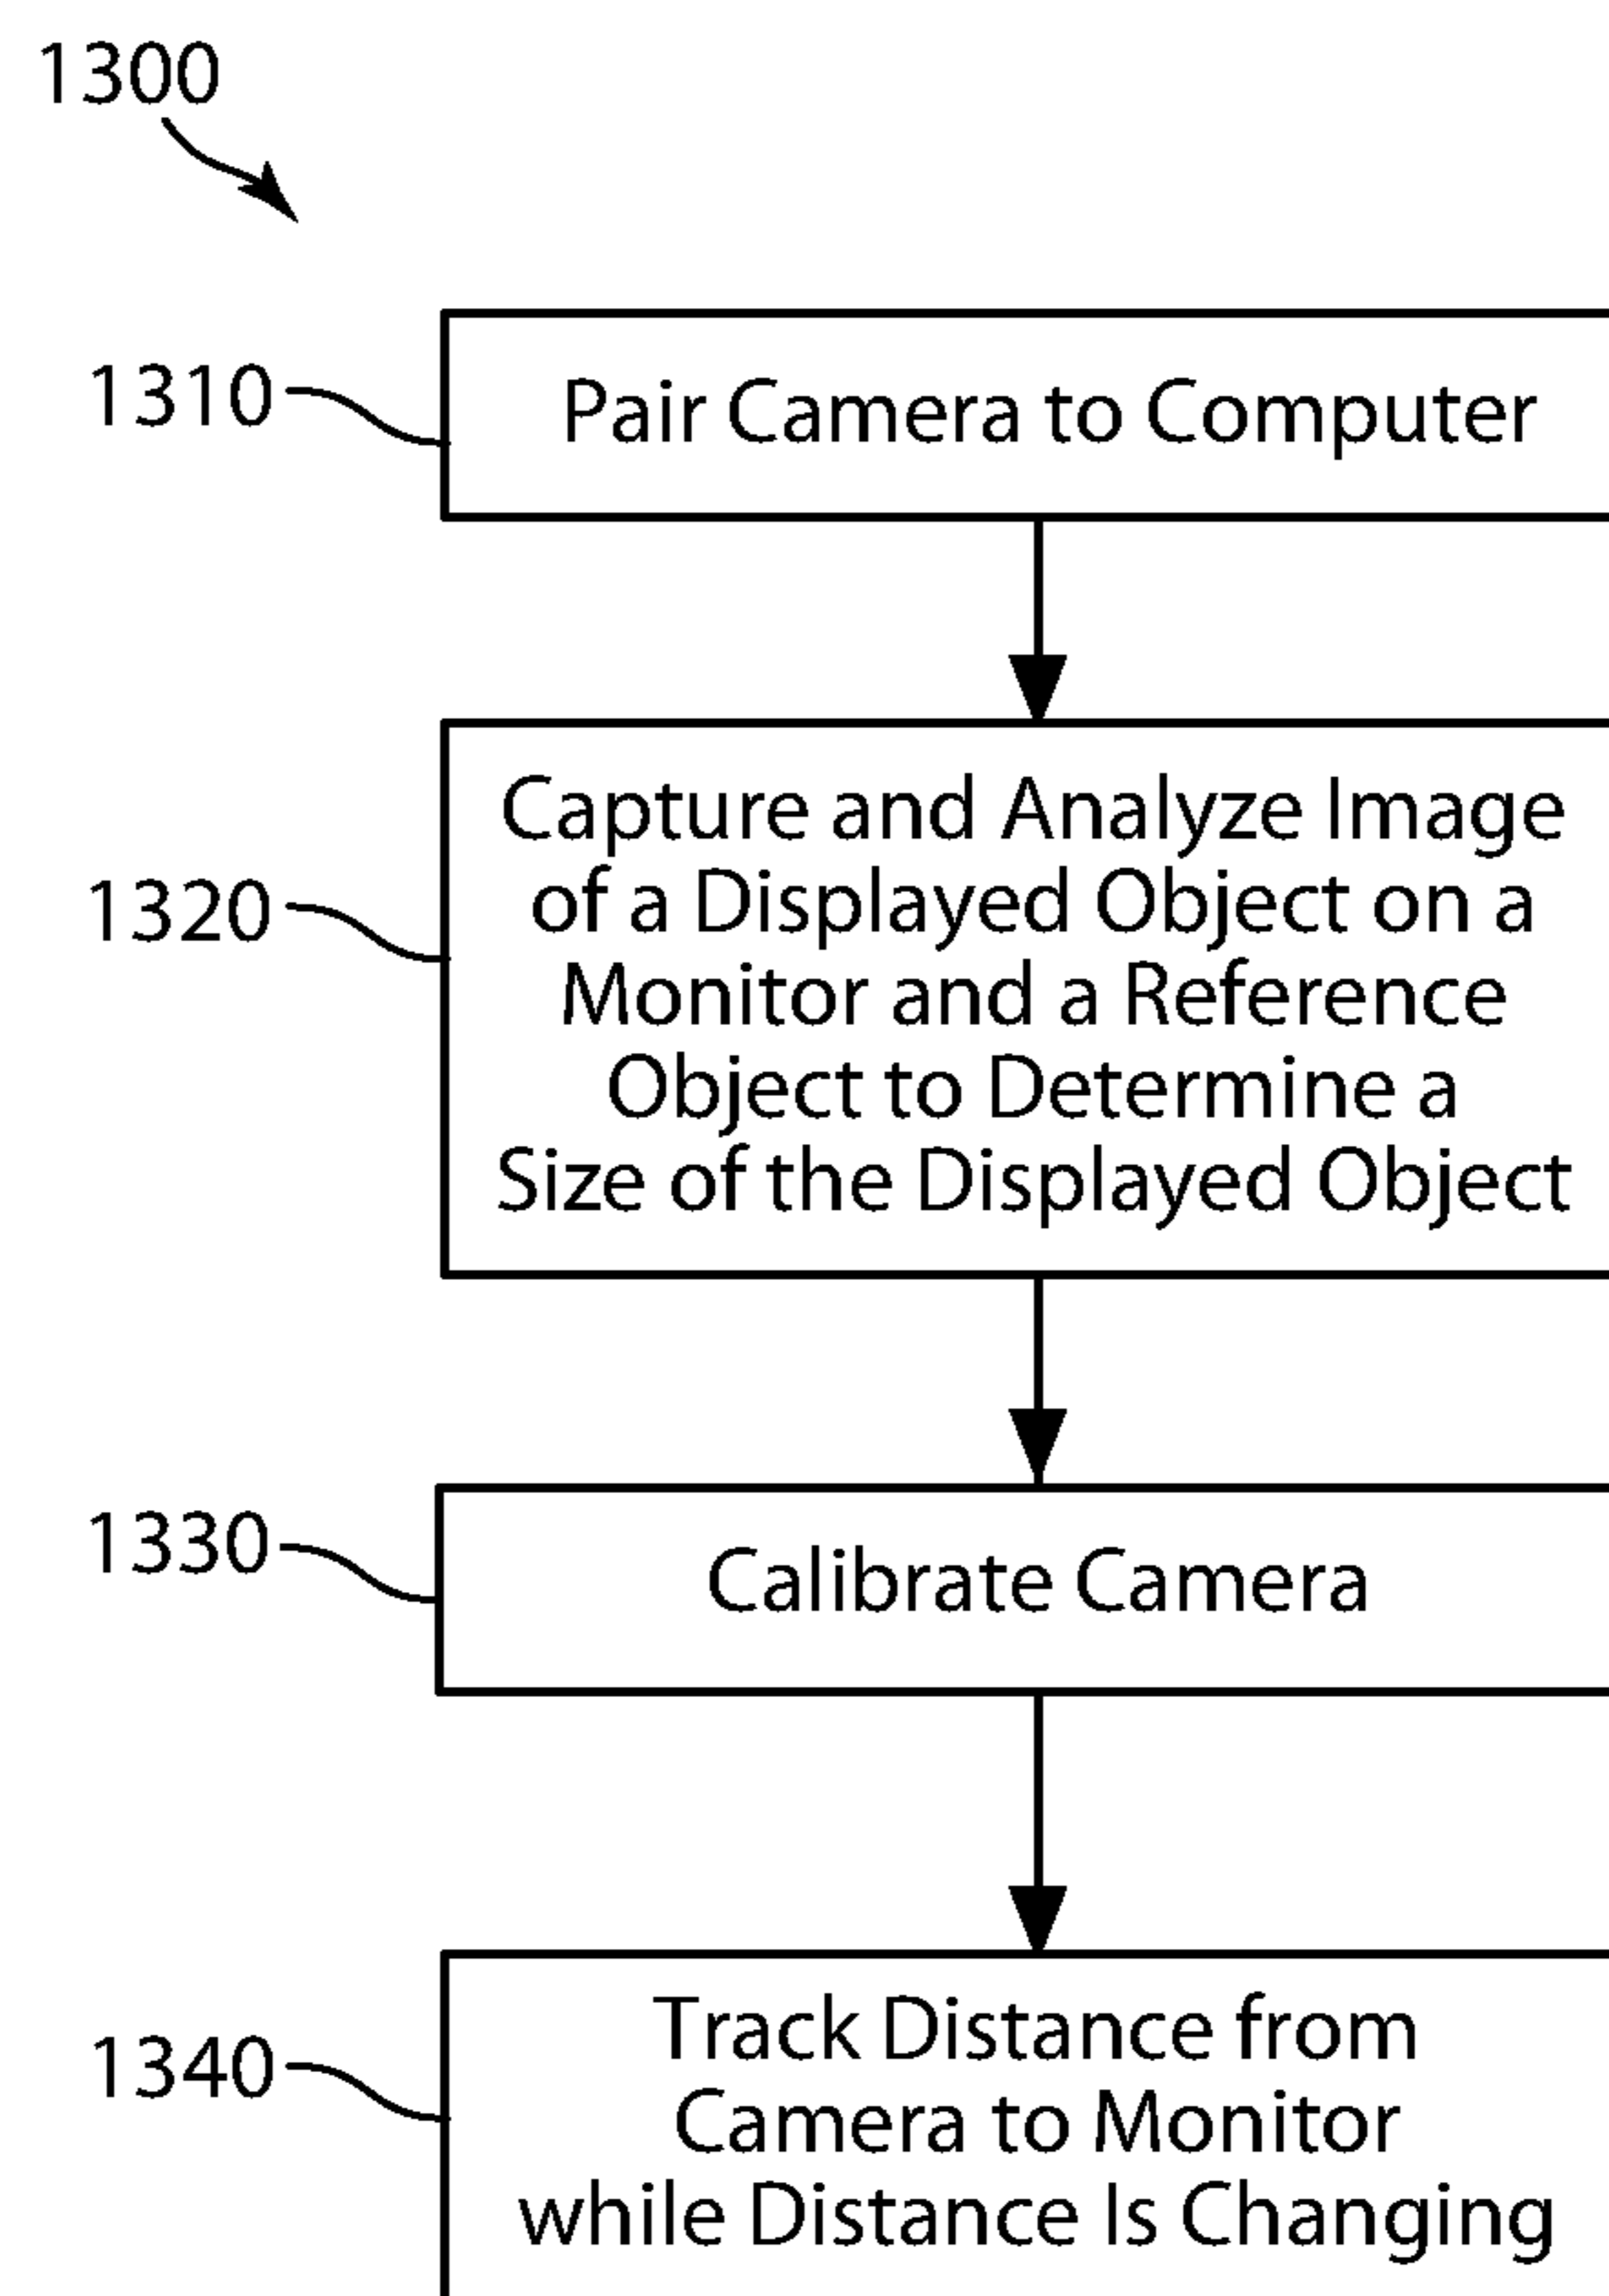 1300
1310
Pair Camera to Computer
1320
Capture and Analyze Image
of a Displayed Object on a
Monitor and a Reference
Object to Determine a
Size of the Displayed Object
1330
Calibrate Camera
1340
Track Distance from
Camera to Monitor
while Distance Is Changing